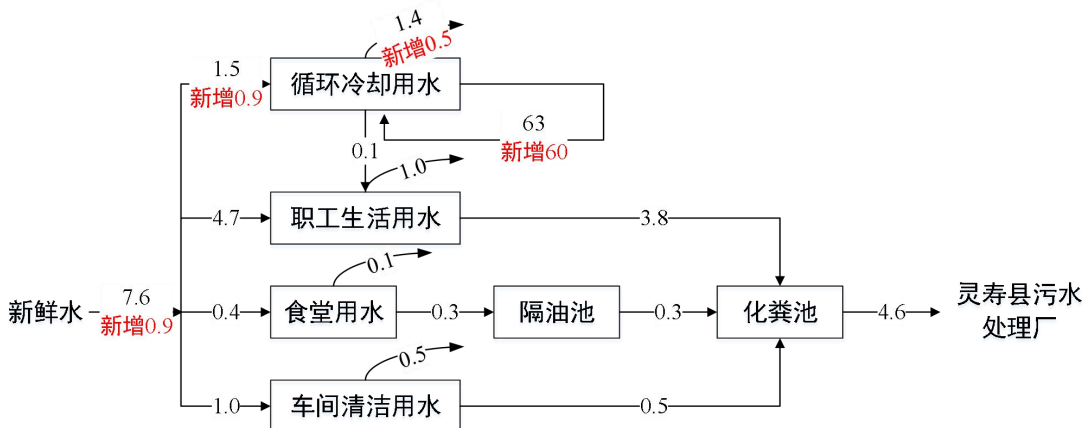 1.4
新增0.5
1.5
新增0.9
循环冷却用水
63
新增60
0.1
1.0
4.7
职工生活用水
3.8
0.1
新鲜水
7.6
新增0.9
0.4
食堂用水
0.3
隔油池
0.3
化粪池
4.6
灵寿县污水
处理厂
0.5
1.0
车间清洁用水
0.5